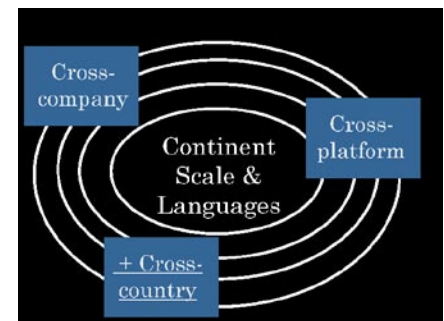 Cross-
company
Cross-
platform
Continent
Scale &
Languages
+ Cross-
country